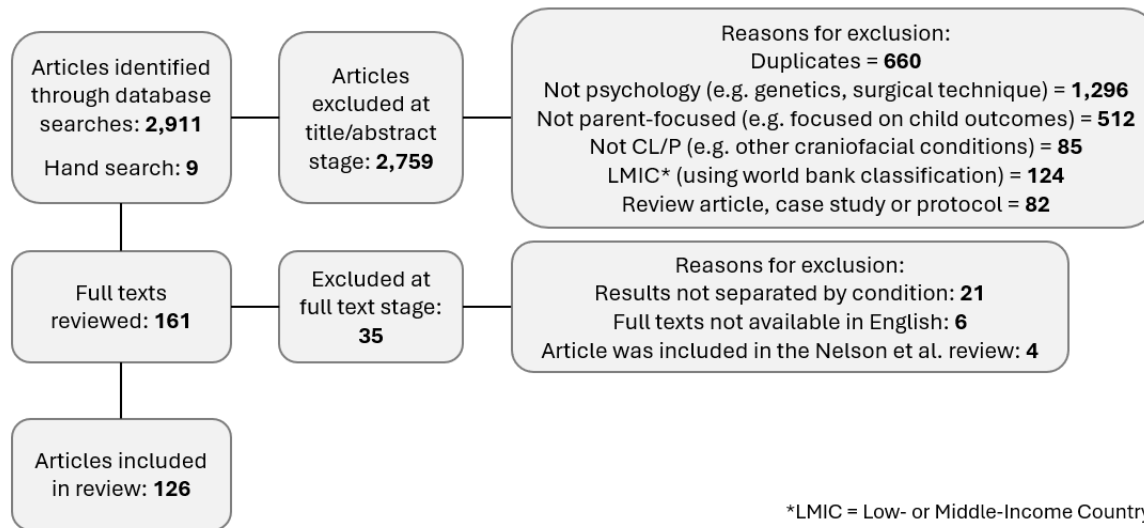 Articles identified
through database
searches: 2,911
Hand search: 9
Articles
excluded at
title/abstract
stage: 2,759
Reasons for exclusion:
Duplicates = 660
Not psychology (e.g. genetics, surgical technique) = 1,296
Not parent-focused (e.g. focused on child outcomes) = 512
Not CL/P (e.g. other craniofacial conditions) = 85
LMIC* (using world bank classification) = 124
Review article, case study or protocol = 82
Full texts
reviewed: 161
Excluded at
full text stage:
35
Reasons for exclusion:
Results not separated by condition: 21
Full texts not available in English: 6
Article was included in the Nelson et al. review: 4
Articles included
in review: 126
*LMIC = Low- or Middle-Income Country